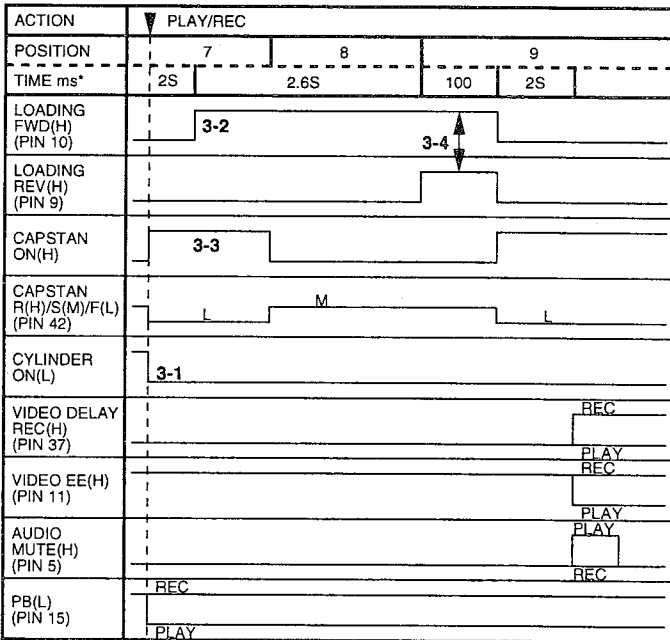 ACTION PLAY/REC
POSITION 7 8 9
TIME ms* 2S 2.6S 100 2S
LOADING
FWD(H)
(PIN 10)
3-2
3-4
LOADING
REV(H)
(PIN 9)
CAPSTAN
ON(H)
3-3
CAPSTAN
R(H)/S(M)/F(L)
(PIN 42)
L M L
CYLINDER
ON(L)
3-1
VIDEO DELAY
REC(H)
(PIN 37)
REC
PLAY
VIDEO EE(H)
(PIN 11)
REC
PLAY
AUDIO
MUTE(H)
(PIN 5)
PLAY
REC
PB(L)
(PIN 15)
REC
PLAY